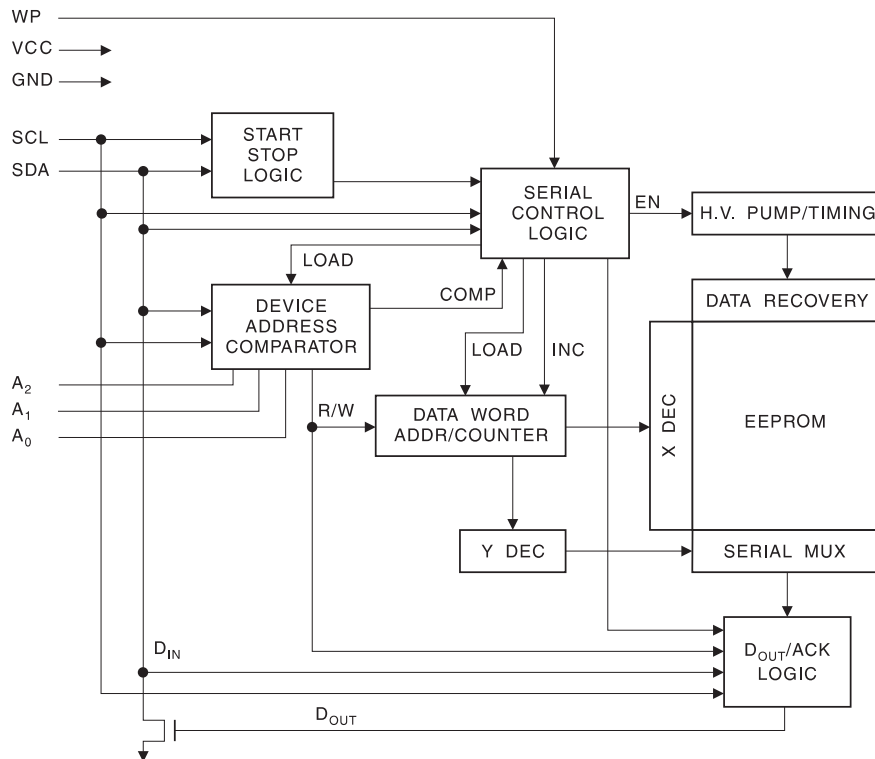 WP
VCC
GND
SCL
SDA
START
STOP
LOGIC
SERIAL
CONTROL
LOGIC
EN
H.V. PUMP/TIMING
LOAD
COMP
DEVICE
ADDRESS
COMPARATOR
DATA RECOVERY
LOAD
INC
A2
A1
A0
R/W
DATA WORD
ADDR/COUNTER
X DEC
EEPROM
Y DEC
SERIAL MUX
DIN
DOUT/ACK
LOGIC
DOUT